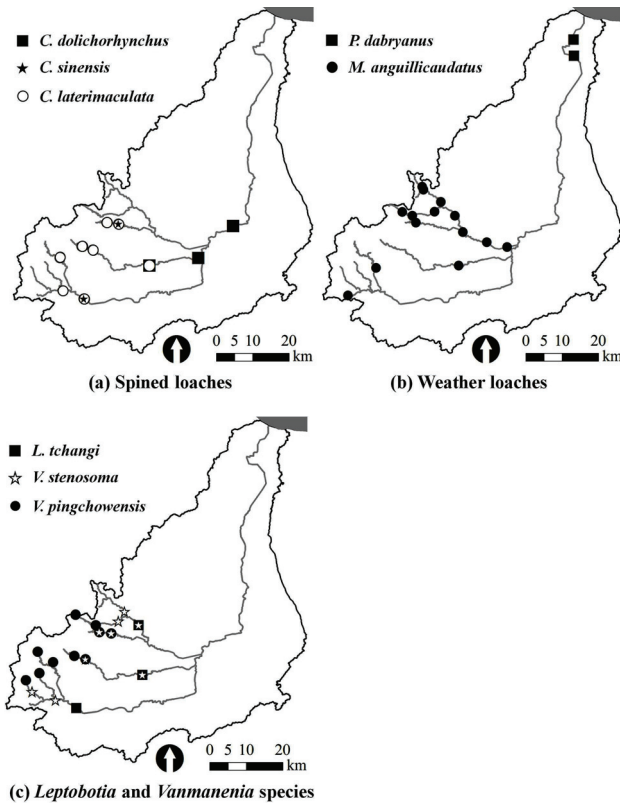 C. dolichorhynchus
C. sinensis
C. laterimaculata
0 5 10 20
km
(a) Spined loaches
P. dabryanus
M. anguillicaudatus
0 5 10 20
km
(b) Weather loaches
L. tchangi
V. stenosoma
V. pingchowensis
0 5 10 20
km
(c) Leptobotia and Vanmanenia species